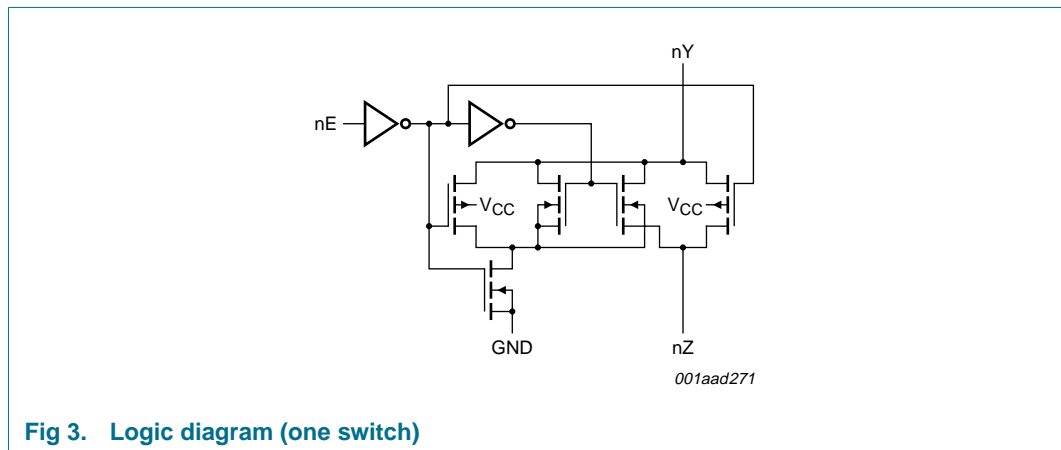 nY
nE
VCC VCC
GND nZ
001aad271
Fig 3. Logic diagram (one switch)